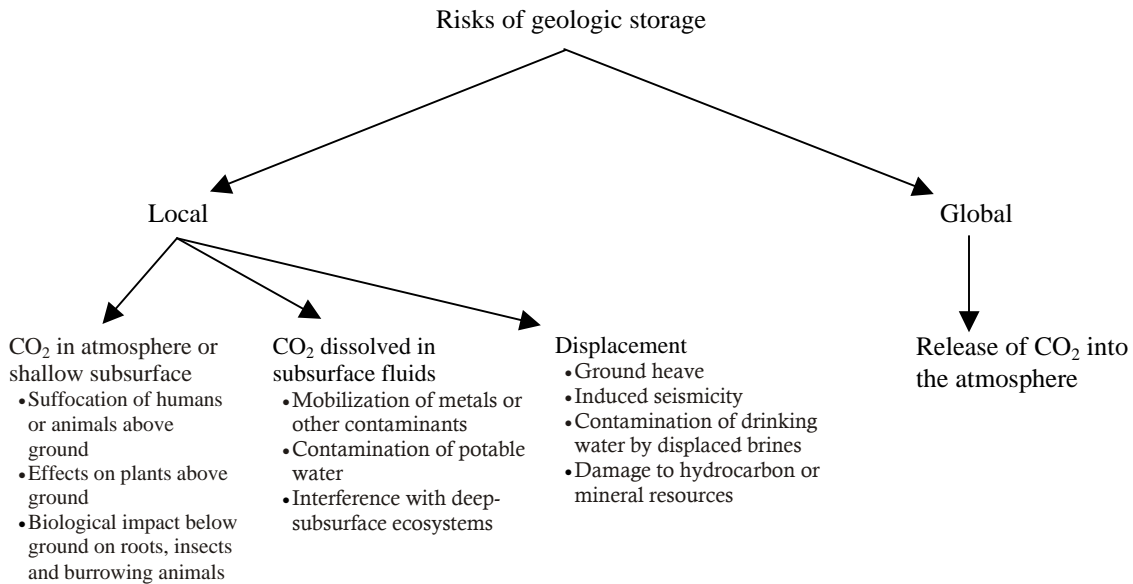 Risks of geologic storage
Local
Global
CO₂ in atmosphere or
shallow subsurface
•Suffocation of humans
or animals above
ground
•Effects on plants above
ground
•Biological impact below
ground on roots, insects
and burrowing animals
CO₂ dissolved in
subsurface fluids
•Mobilization of metals or
other contaminants
•Contamination of potable
water
•Interference with deep-
subsurface ecosystems
Displacement
•Ground heave
•Induced seismicity
•Contamination of drinking
water by displaced brines
•Damage to hydrocarbon or
mineral resources
Release of CO₂ into
the atmosphere